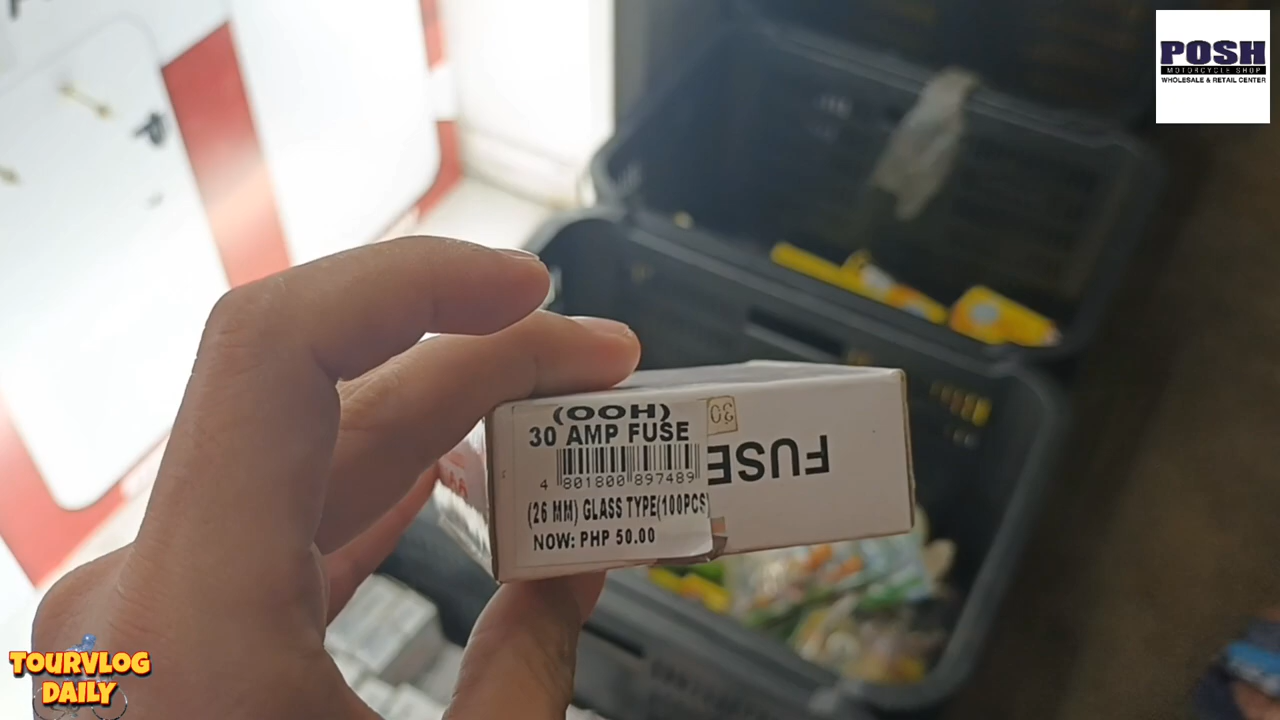 POSH
MOTORCYCLE SHOP
WHOLESALE & RETAIL CENTER
(OOH)
30 AMP FUSE
4 801800 897489
(26 MM) GLASS TYPE(100PCS)
NOW: PHP 50.00
30
FUSE
TOURVLOG
DAILY